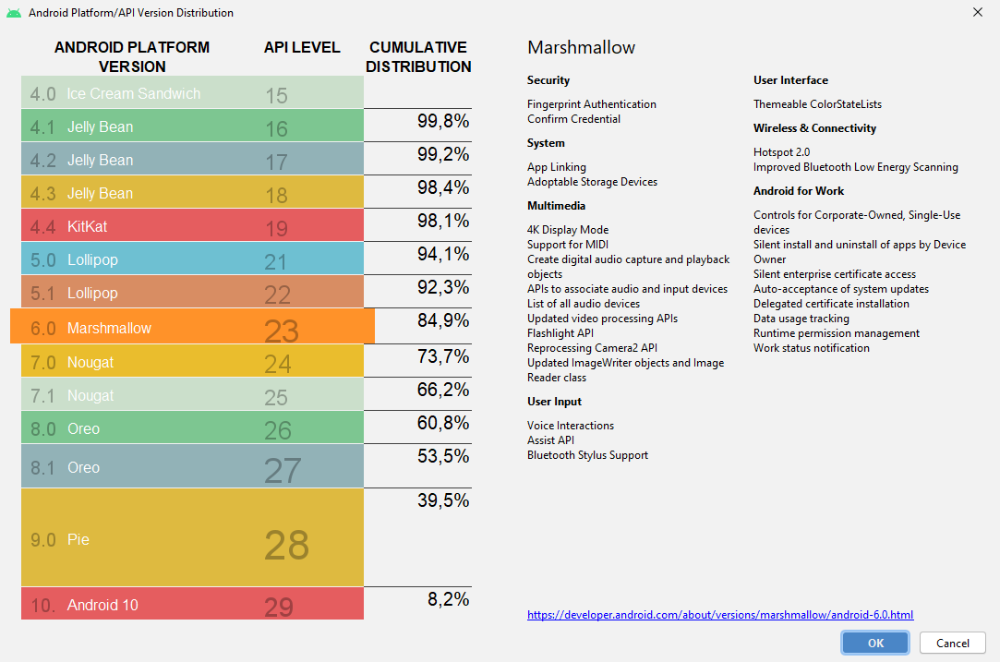 Android Platform/API Version Distribution
ANDROID PLATFORM
VERSION
API LEVEL
CUMULATIVE
DISTRIBUTION
4.0 Ice Cream Sandwich 15
99,8%
4.1 Jelly Bean 16
99,2%
4.2 Jelly Bean 17
98,4%
4.3 Jelly Bean 18
98,1%
4.4 KitKat 19
94,1%
5.0 Lollipop 21
92,3%
5.1 Lollipop 22
84,9%
6.0 Marshmallow 23
73,7%
7.0 Nougat 24
66,2%
7.1 Nougat 25
60,8%
8.0 Oreo 26
53,5%
8.1 Oreo 27
39,5%
9.0 Pie 28
8,2%
10. Android 10 29
Marshmallow
Security
Fingerprint Authentication
Confirm Credential
System
App Linking
Adoptable Storage Devices
Multimedia
4K Display Mode
Support for MIDI
Create digital audio capture and playback
objects
APIs to associate audio and input devices
List of all audio devices
Updated video processing APIs
Flashlight API
Reprocessing Camera2 API
Updated ImageWriter objects and Image
Reader class
User Input
Voice Interactions
Assist API
Bluetooth Stylus Support
User Interface
Themeable ColorStateLists
Wireless & Connectivity
Hotspot 2.0
Improved Bluetooth Low Energy Scanning
Android for Work
Controls for Corporate-Owned, Single-Use
devices
Silent install and uninstall of apps by Device
Owner
Silent enterprise certificate access
Auto-acceptance of system updates
Delegated certificate installation
Data usage tracking
Runtime permission management
Work status notification
https://developer.android.com/about/versions/marshmallow/android-6.0.html
OK
Cancel